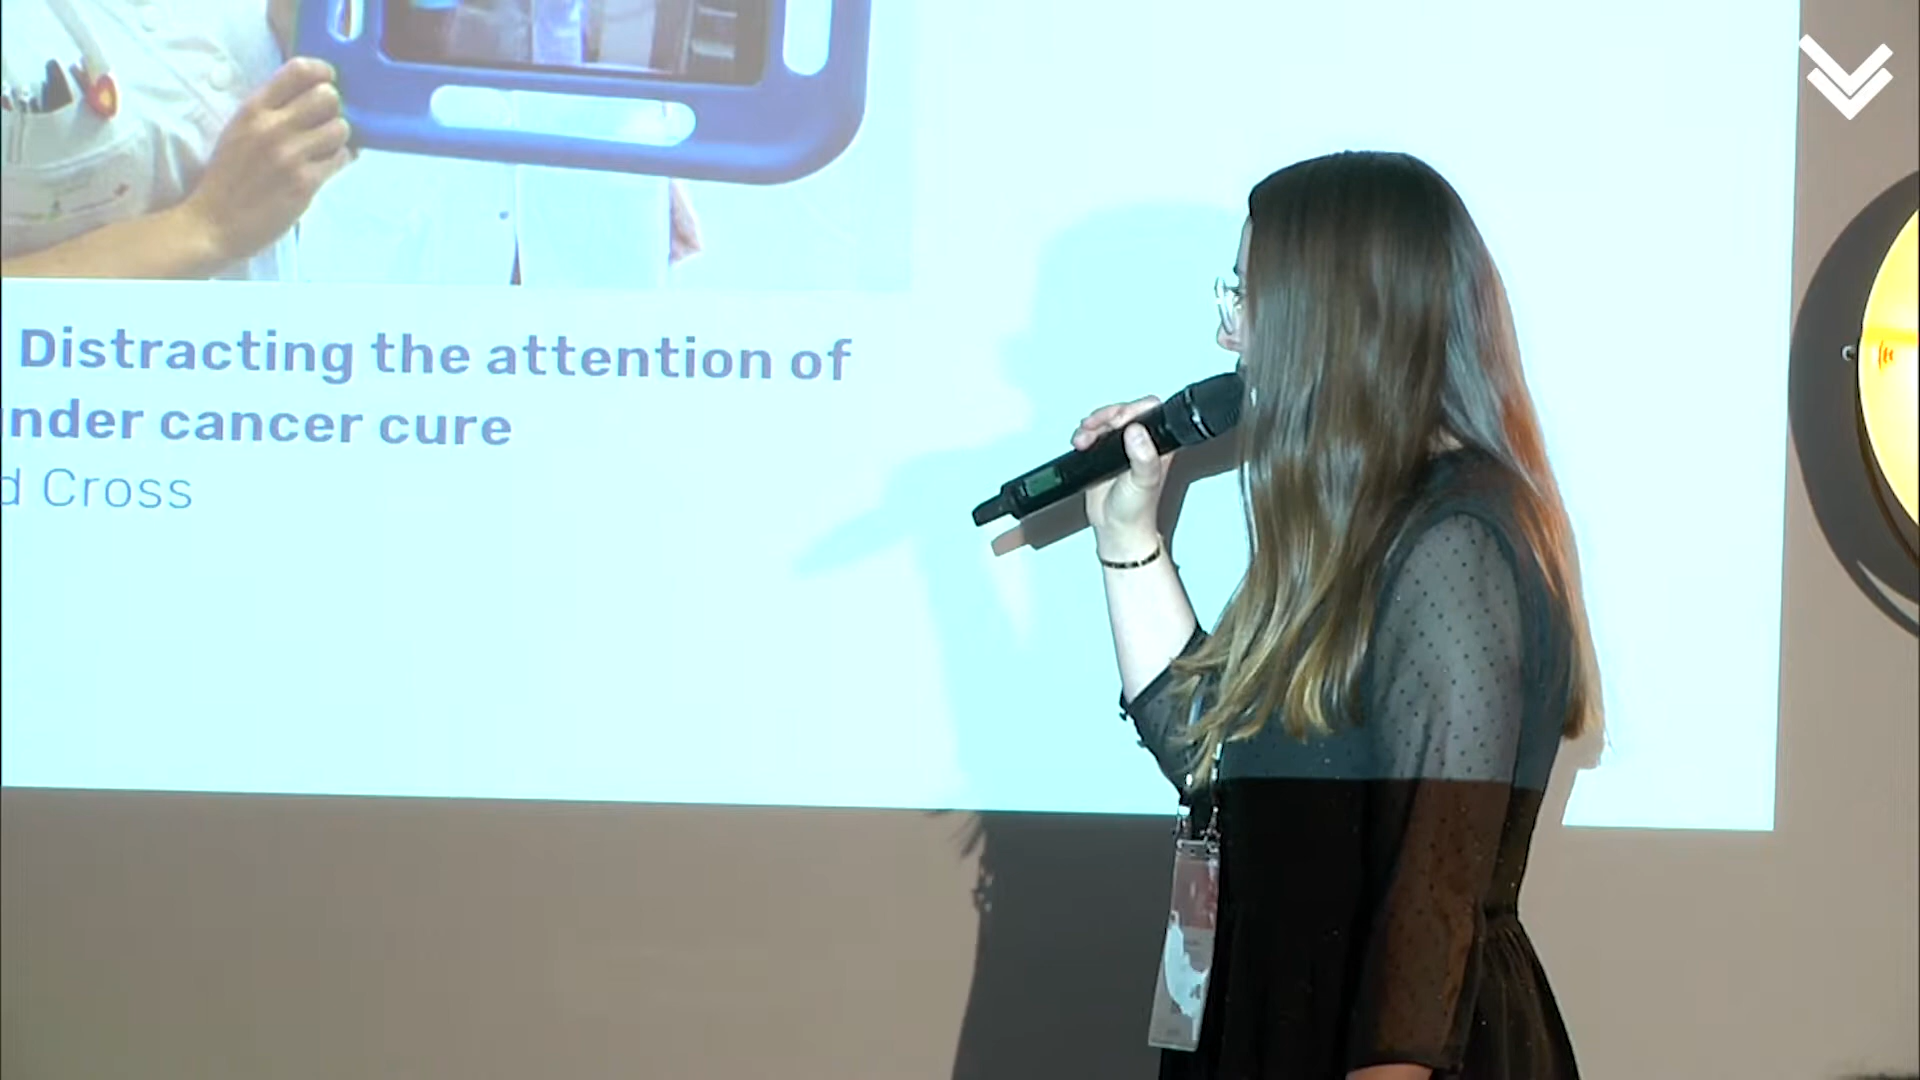 Distracting the attention of
nder cancer cure
d Cross